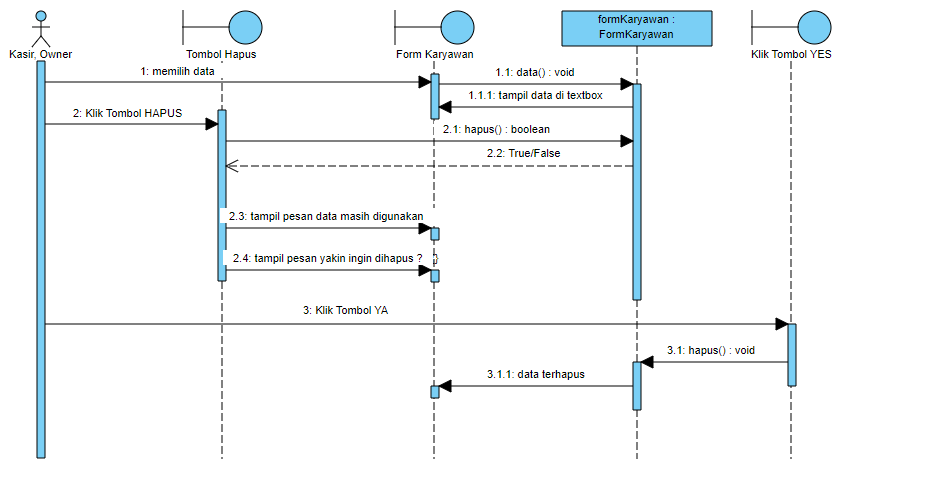 formKaryawan :
FormKaryawan
Kasir, Owner
Tombol Hapus
Form Karyawan
Klik Tombol YES
1: memilih data
1.1: data() : void
1.1.1: tampil data di textbox
2: Klik Tombol HAPUS
2.1: hapus() : boolean
2.2: True/False
2.3: tampil pesan data masih digunakan
2.4: tampil pesan yakin ingin dihapus ?
3: Klik Tombol YA
3.1: hapus() : void
3.1.1: data terhapus